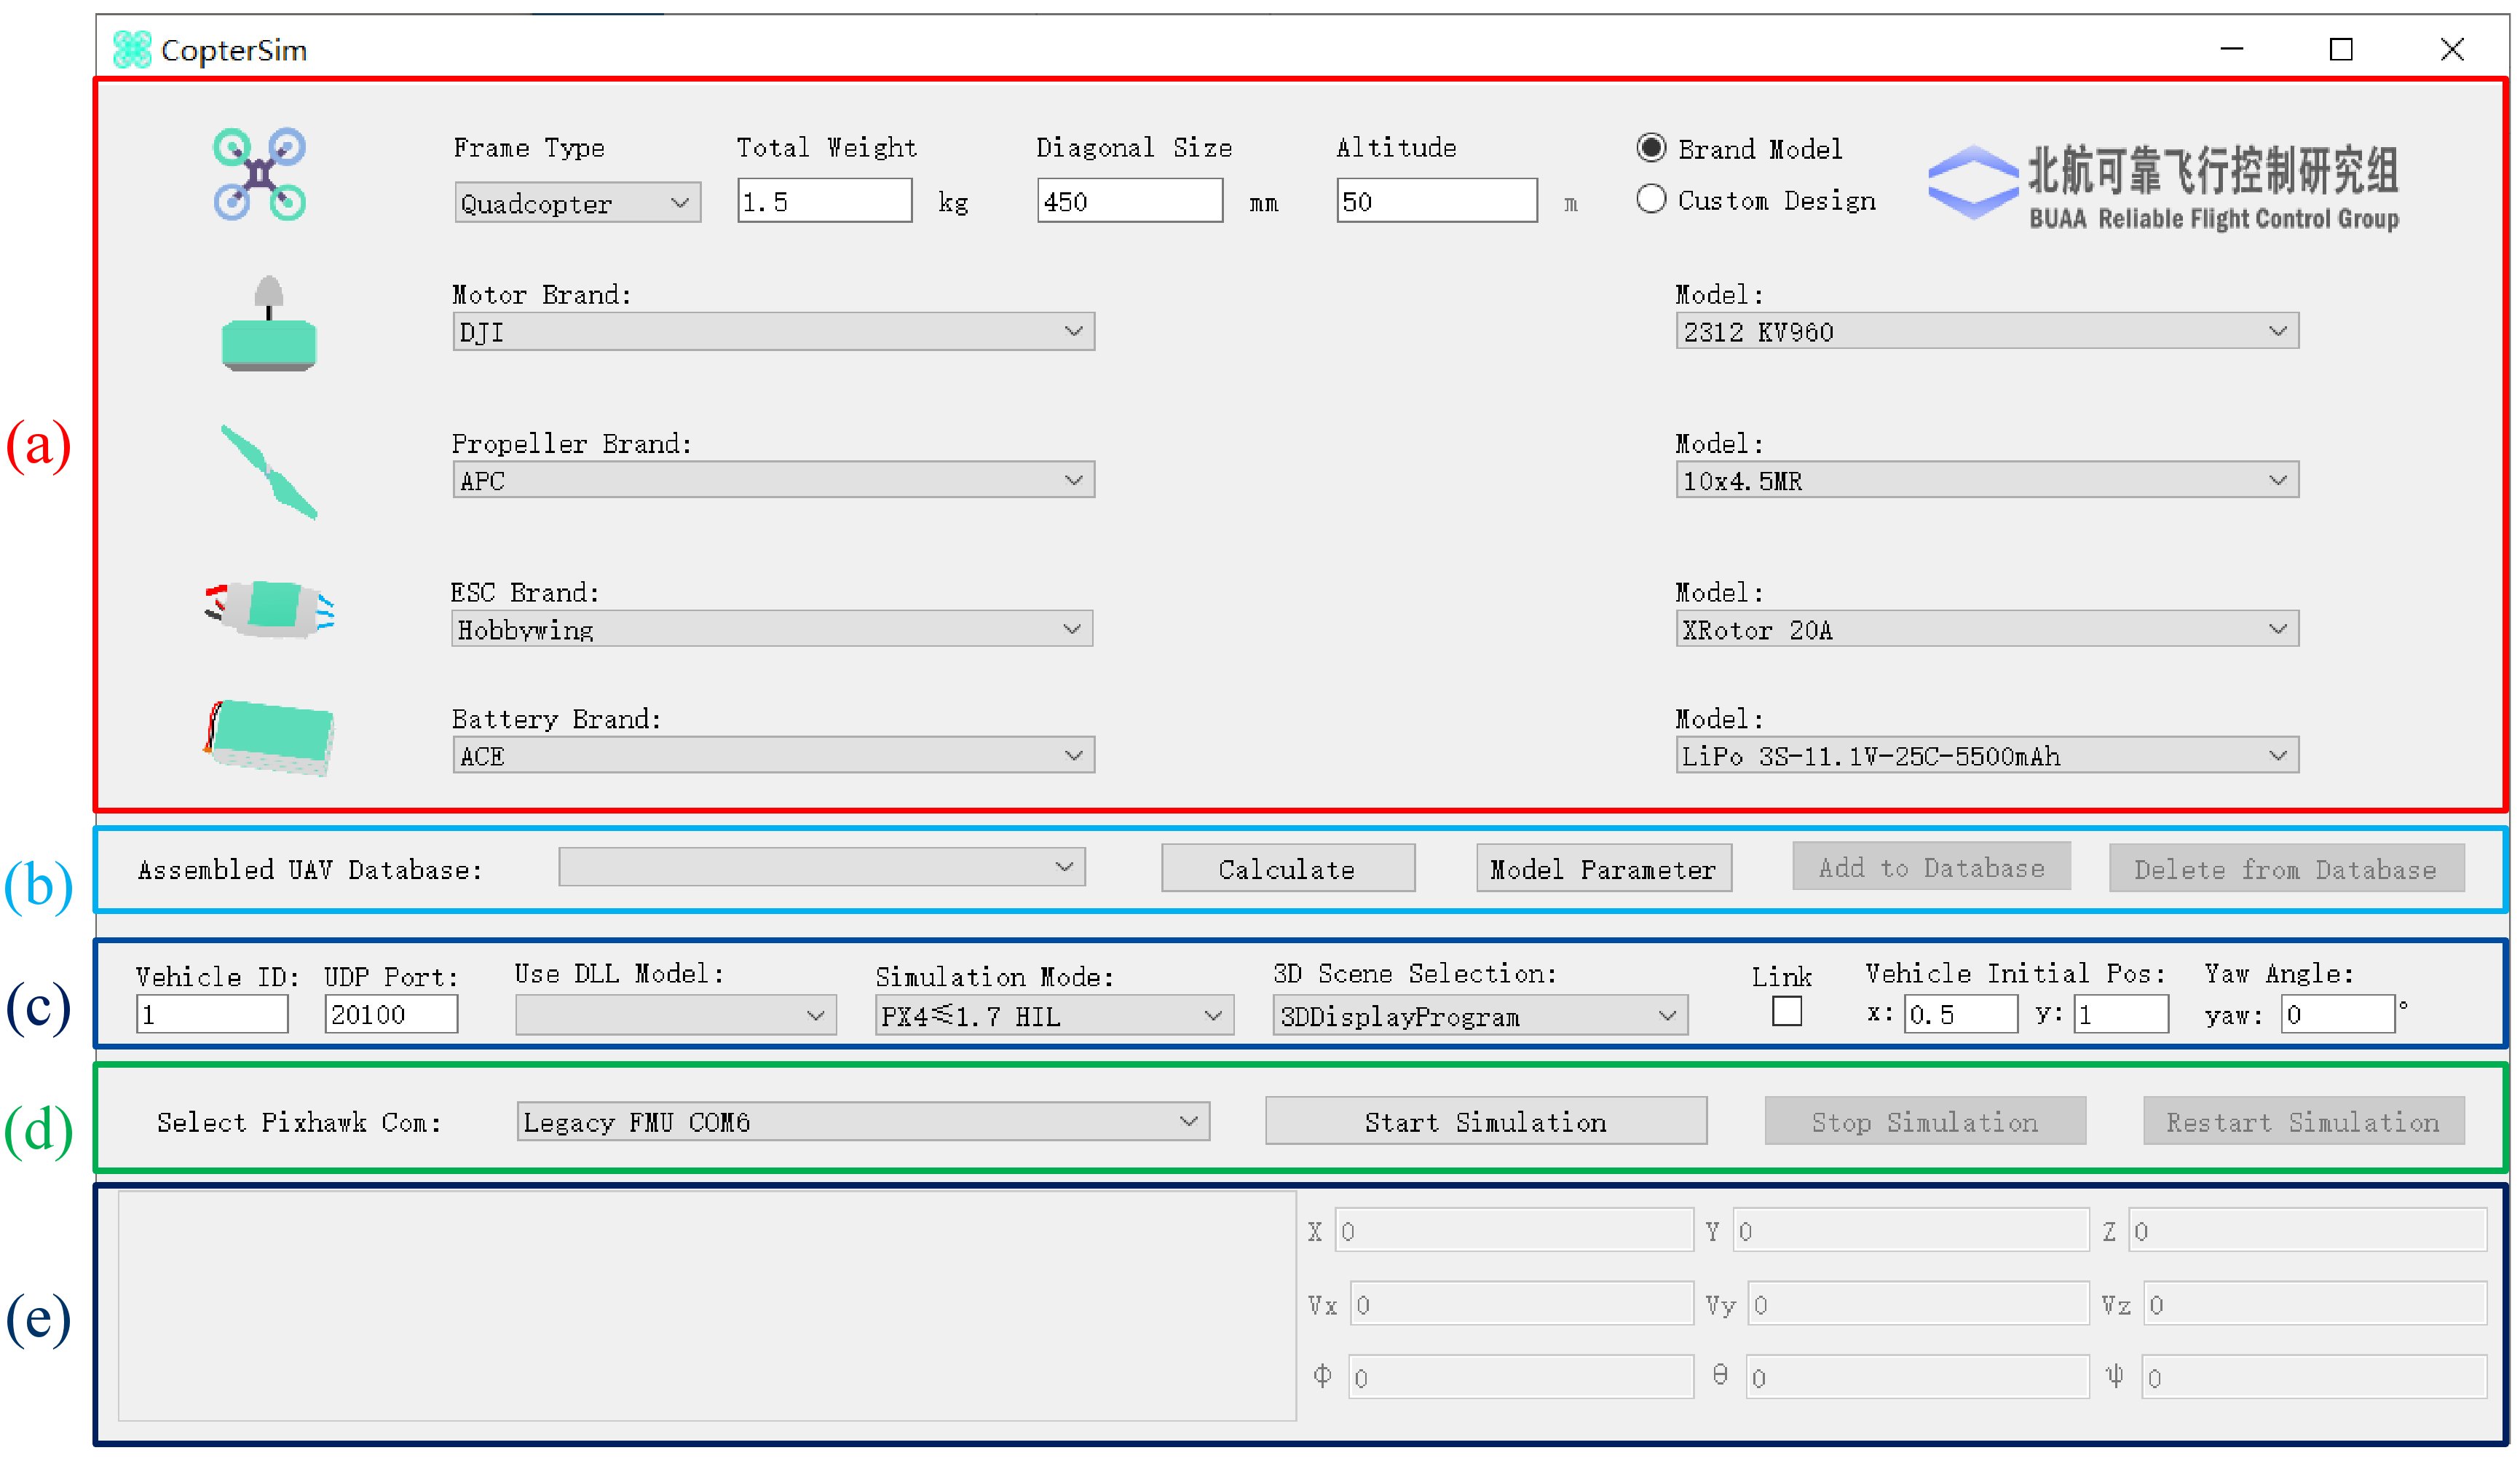 CopterSim
Frame Type Total Weight Diagonal Size Altitude
Quadcopter 1.5 kg 450 mm 50 m
Brand Model
Custom Design
北航可靠飞行控制研究组
BUAA Reliable Flight Control Group
Motor Brand: Model:
DJI 2312 KV960
(a)
Propeller Brand: Model:
APC 10x4.5MR
ESC Brand: Model:
Hobbywing XRotor 20A
Battery Brand: Model:
ACE LiPo 3S-11.1V-25C-5500mAh
(b)
Assembled UAV Database: Calculate Model Parameter Add to Database Delete from Database
(c)
Vehicle ID: UDP Port: Use DLL Model: Simulation Mode: 3D Scene Selection: Link Vehicle Initial Pos: Yaw Angle:
1 20100 PX4≤1.7 HIL 3DDisplayProgram x: 0.5 y: 1 yaw: 0 °
(d)
Select Pixhawk Com: Legacy FMU COM6 Start Simulation Stop Simulation Restart Simulation
(e)
X 0 Y 0 Z 0
Vx 0 Vy 0 Vz 0
Φ 0 θ 0 ψ 0